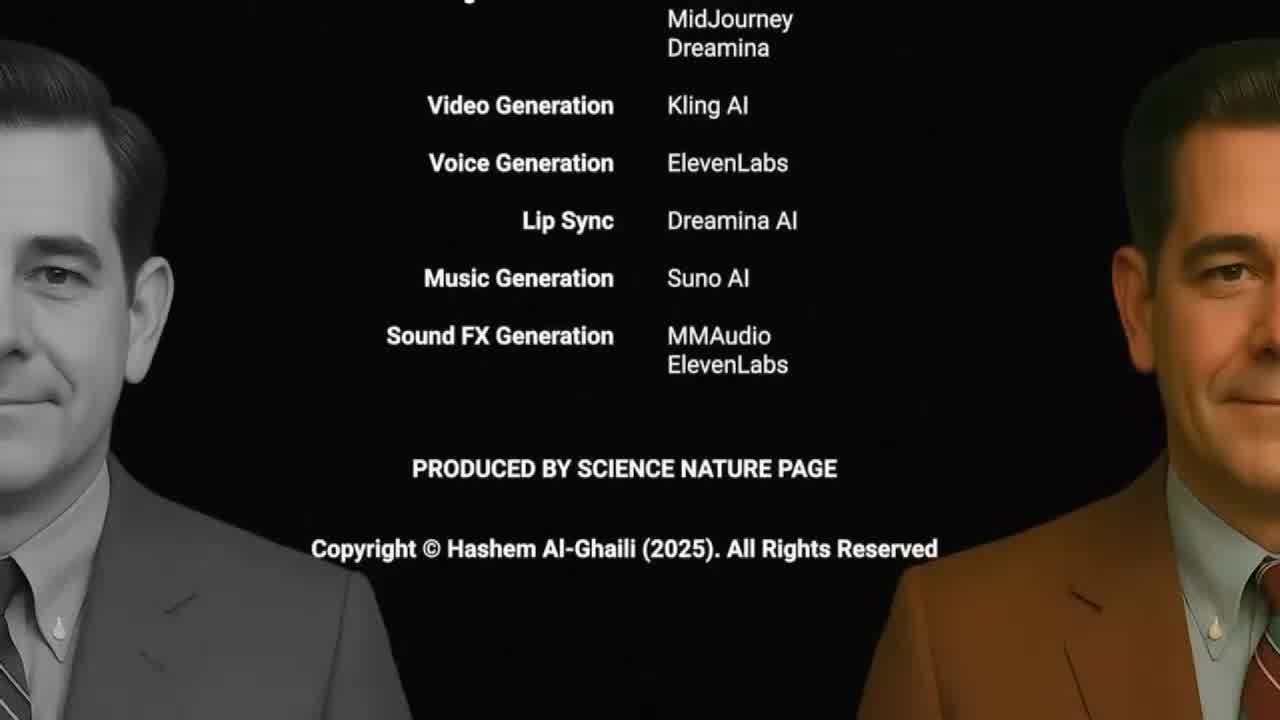 MidJourney
Dreamina
Video Generation Kling AI
Voice Generation ElevenLabs
Lip Sync Dreamina AI
Music Generation Suno AI
Sound FX Generation MMAudio
ElevenLabs
PRODUCED BY SCIENCE NATURE PAGE
Copyright © Hashem Al-Ghaili (2025). All Rights Reserved